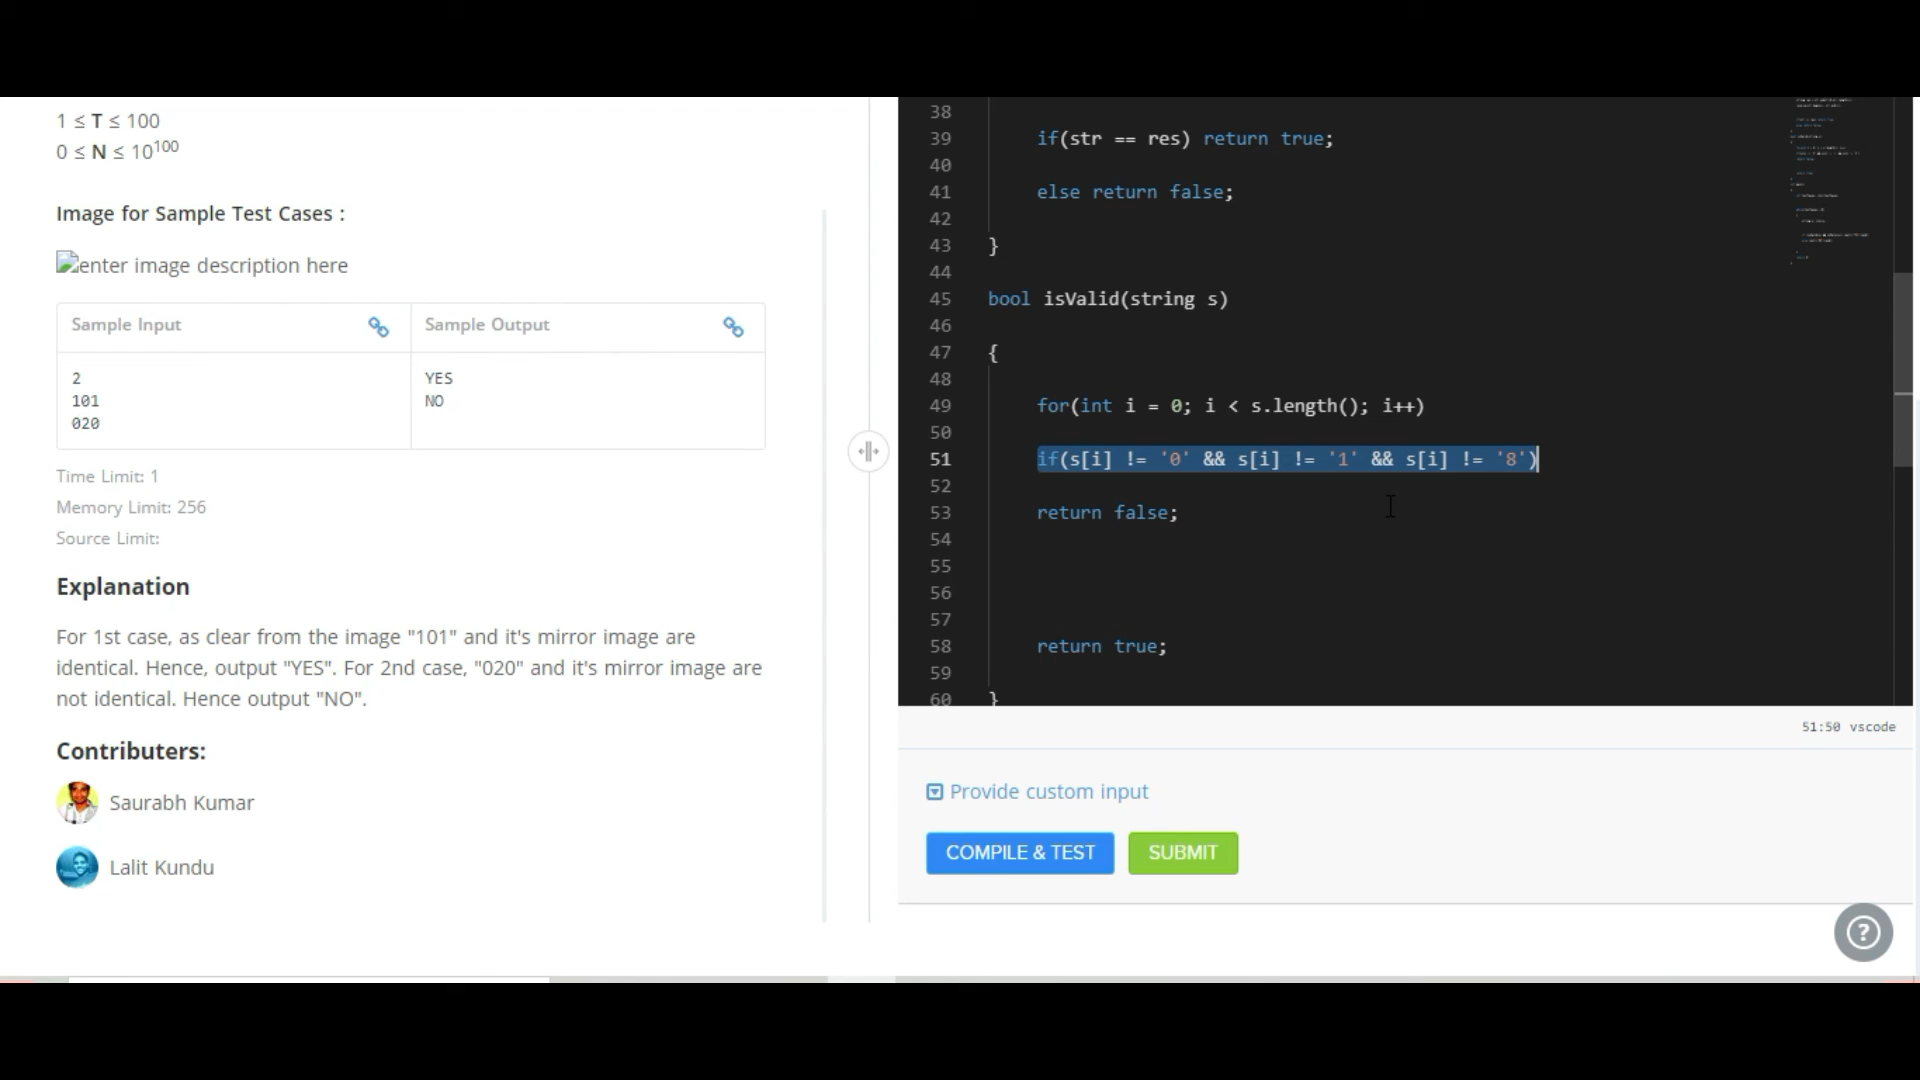 1 ≤ T ≤ 100
0 ≤ N ≤ 10^100
Image for Sample Test Cases :
enter image description here
Sample Input
Sample Output
2
101
020
YES
NO
Time Limit: 1
Memory Limit: 256
Source Limit:
Explanation
For 1st case, as clear from the image "101" and it's mirror image are
identical. Hence, output "YES". For 2nd case, "020" and it's mirror image are
not identical. Hence output "NO".
Contributers:
Saurabh Kumar
Lalit Kundu
38
39 if(str == res) return true;
40
41 else return false;
42
43 }
44
45 bool isValid(string s)
46
47 {
48
49 for(int i = 0; i < s.length(); i++)
50
51 if(s[i] != '0' && s[i] != '1' && s[i] != '8')
52
53 return false;
54
55
56
57
58 return true;
59
60 }
51:50 vscode
Provide custom input
COMPILE & TEST
SUBMIT
?